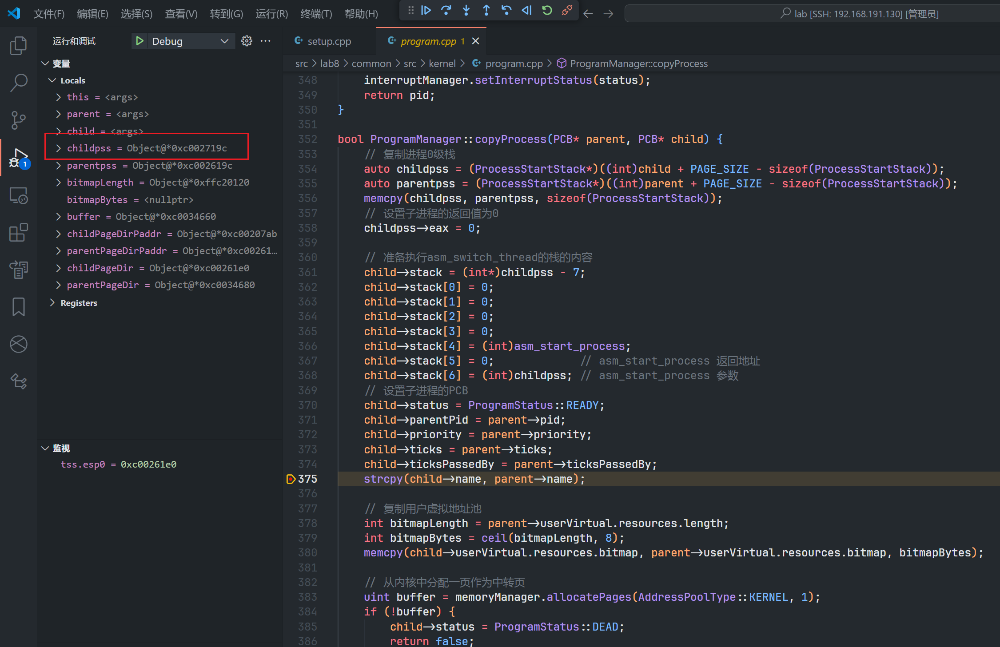 文件(F) 编辑(E) 选择(S) 查看(V) 转到(G) 运行(R) 终端(T) 帮助(H) lab [SSH: 192.168.191.130] [管理员]
运行和调试 Debug
变量
Locals
this = <args>
parent = <args>
child = <args>
childpss = Object@*0xc002719c
parentpss = Object@*0xc002619c
bitmapLength = Object@*0xffc20120
bitmapBytes = <nullptr>
buffer = Object@*0xc0034660
childPageDirPaddr = Object@*0xc00207ab
parentPageDirPaddr = Object@*0xc00261…
childPageDir = Object@*0xc00261e0
parentPageDir = Object@*0xc0034680
Registers
监视
tss.esp0 = 0xc00261e0
1
setup.cpp program.cpp 1
src > lab8 > common > src > kernel > program.cpp > ProgramManager::copyProcess
348 interruptManager.setInterruptStatus(status);
349 return pid;
350 }
351
352 bool ProgramManager::copyProcess(PCB* parent, PCB* child) {
353 // 复制进程0级栈
354 auto childpss = (ProcessStartStack*)((int)child + PAGE_SIZE - sizeof(ProcessStartStack));
355 auto parentpss = (ProcessStartStack*)((int)parent + PAGE_SIZE - sizeof(ProcessStartStack));
356 memcpy(childpss, parentpss, sizeof(ProcessStartStack));
357 // 设置子进程的返回值为0
358 childpss->eax = 0;
359
360 // 准备执行asm_switch_thread的栈的内容
361 child->stack = (int*)childpss - 7;
362 child->stack[0] = 0;
363 child->stack[1] = 0;
364 child->stack[2] = 0;
365 child->stack[3] = 0;
366 child->stack[4] = (int)asm_start_process;
367 child->stack[5] = 0; // asm_start_process 返回地址
368 child->stack[6] = (int)childpss; // asm_start_process 参数
369 // 设置子进程的PCB
370 child->status = ProgramStatus::READY;
371 child->parentPid = parent->pid;
372 child->priority = parent->priority;
373 child->ticks = parent->ticks;
374 child->ticksPassedBy = parent->ticksPassedBy;
375 strcpy(child->name, parent->name);
376
377 // 复制用户虚拟地址池
378 int bitmapLength = parent->userVirtual.resources.length;
379 int bitmapBytes = ceil(bitmapLength, 8);
380 memcpy(child->userVirtual.resources.bitmap, parent->userVirtual.resources.bitmap, bitmapBytes);
381
382 // 从内核中分配一页作为中转页
383 uint buffer = memoryManager.allocatePages(AddressPoolType::KERNEL, 1);
384 if (!buffer) {
385 child->status = ProgramStatus::DEAD;
386 return false;